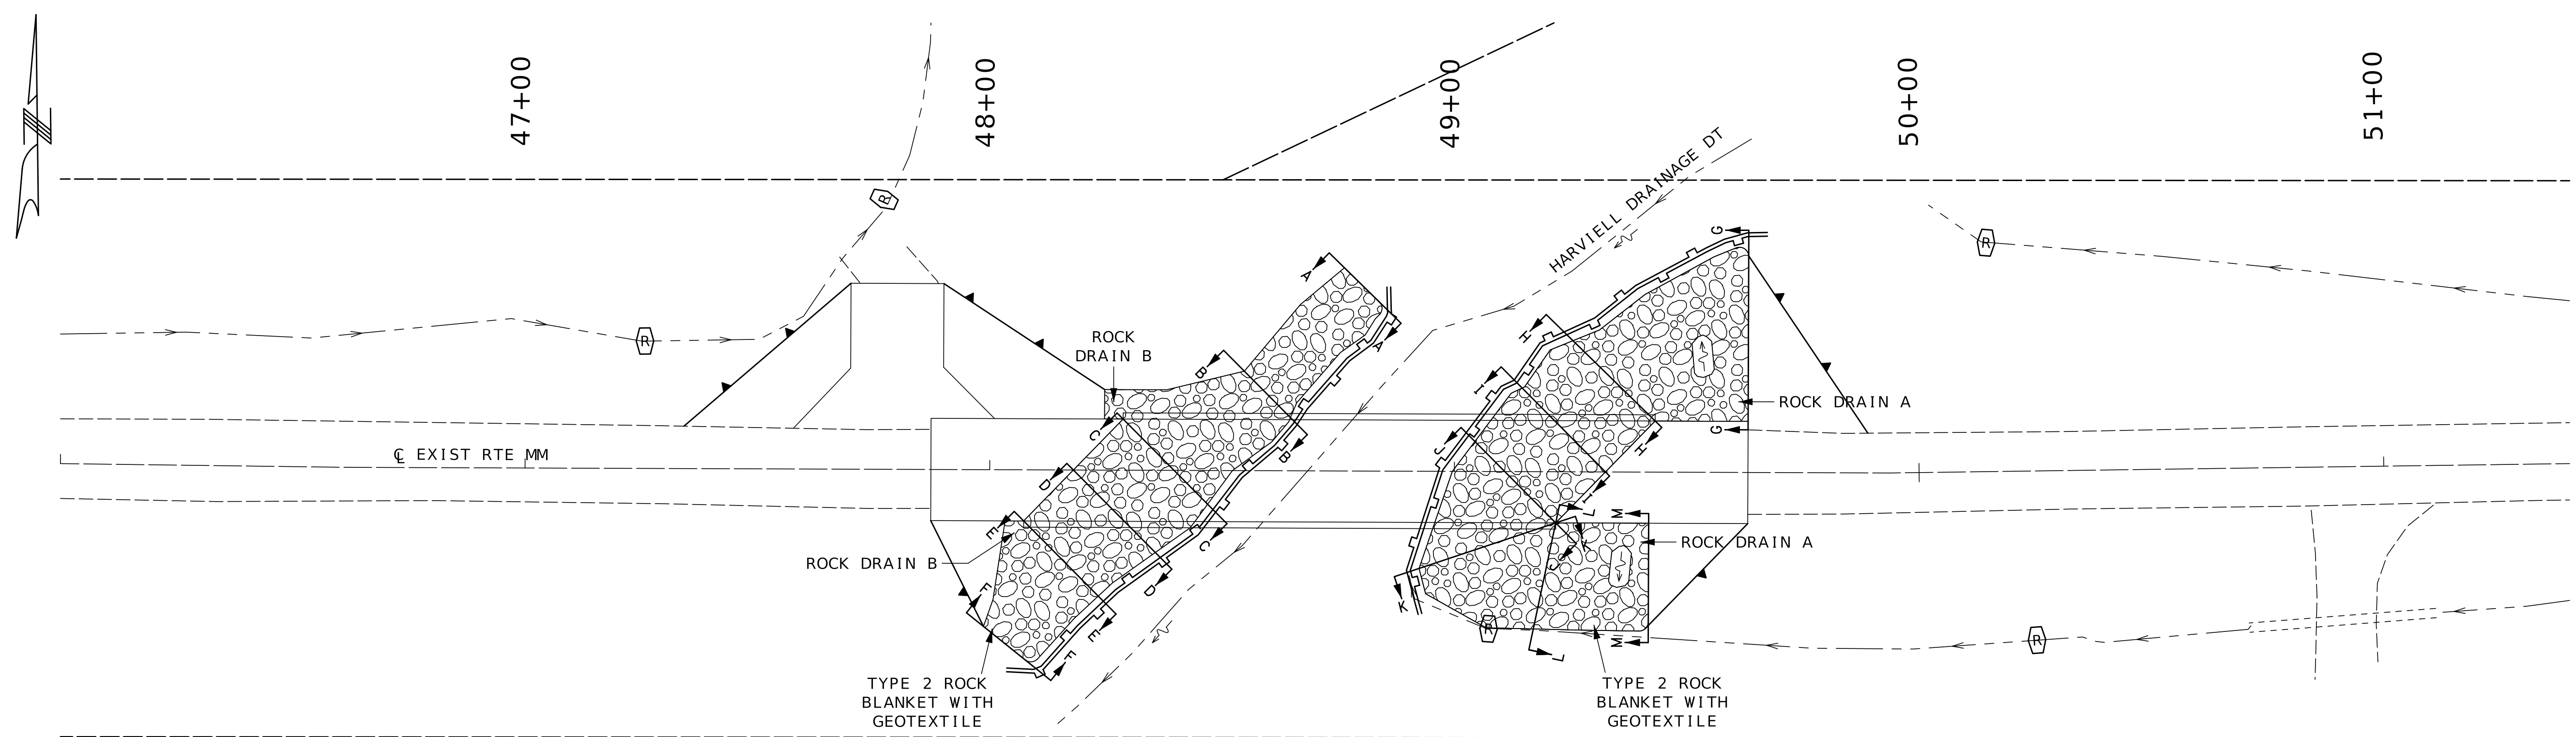 47+00
48+00
49+00
50+00
51+00
HARVIELL DRAINAGE DT
R
R
R
R
R
ROCK
DRAIN B
ROCK DRAIN A
℄ EXIST RTE MM
ROCK DRAIN B
ROCK DRAIN A
A
A
B
B
C
C
D
D
E
E
F
F
G
G
H
H
I
I
J
J
K
K
L
L
M
M
TYPE 2 ROCK
BLANKET WITH
GEOTEXTILE
TYPE 2 ROCK
BLANKET WITH
GEOTEXTILE
N